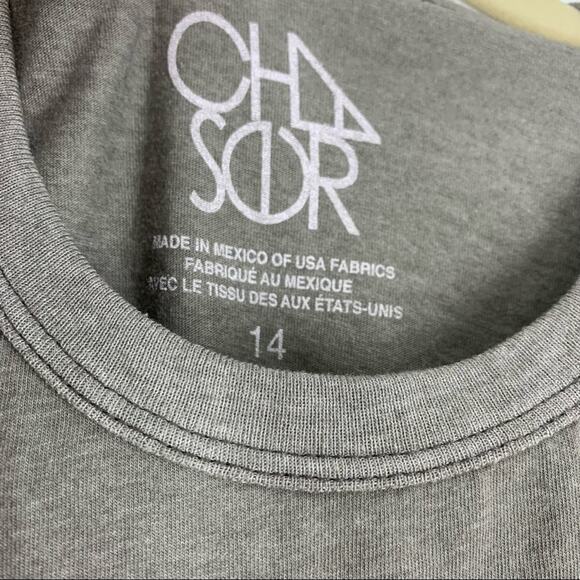 CHA
SER
MADE IN MEXICO OF USA FABRICS
FABRIQUÉ AU MEXIQUE
AVEC LE TISSU DES AUX ÉTATS-UNIS
14